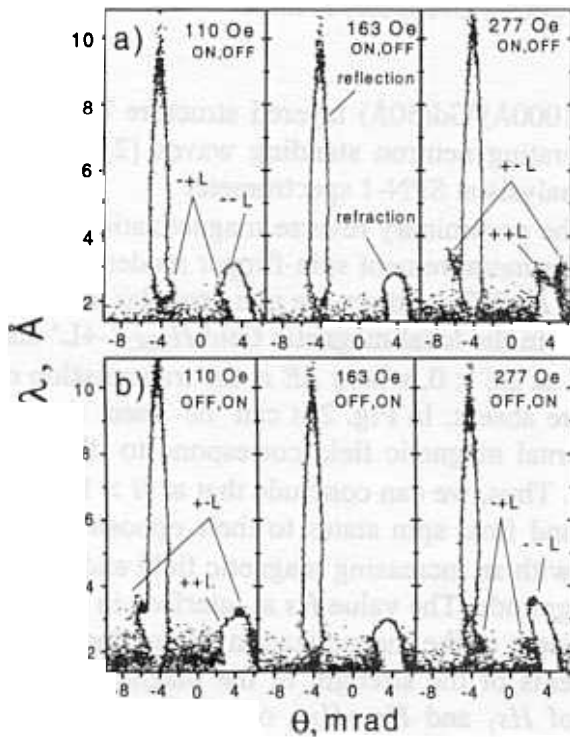 a) 110 Oe 163 Oe 277 Oe
ON,OFF ON,OFF ON,OFF
reflection
-+L --L
+-L
++L
refraction
10
8
6
4
2
-8 -4 0 4 -8 -4 0 4 -8 -4 0 4
λ, Å
b) 110 Oe 163 Oe 277 Oe
OFF,ON OFF,ON OFF,ON
+-L
++L
-+L
--L
10
8
6
4
2
-8 -4 0 4 -8 -4 0 4 -8 -4 0 4
θ, mrad